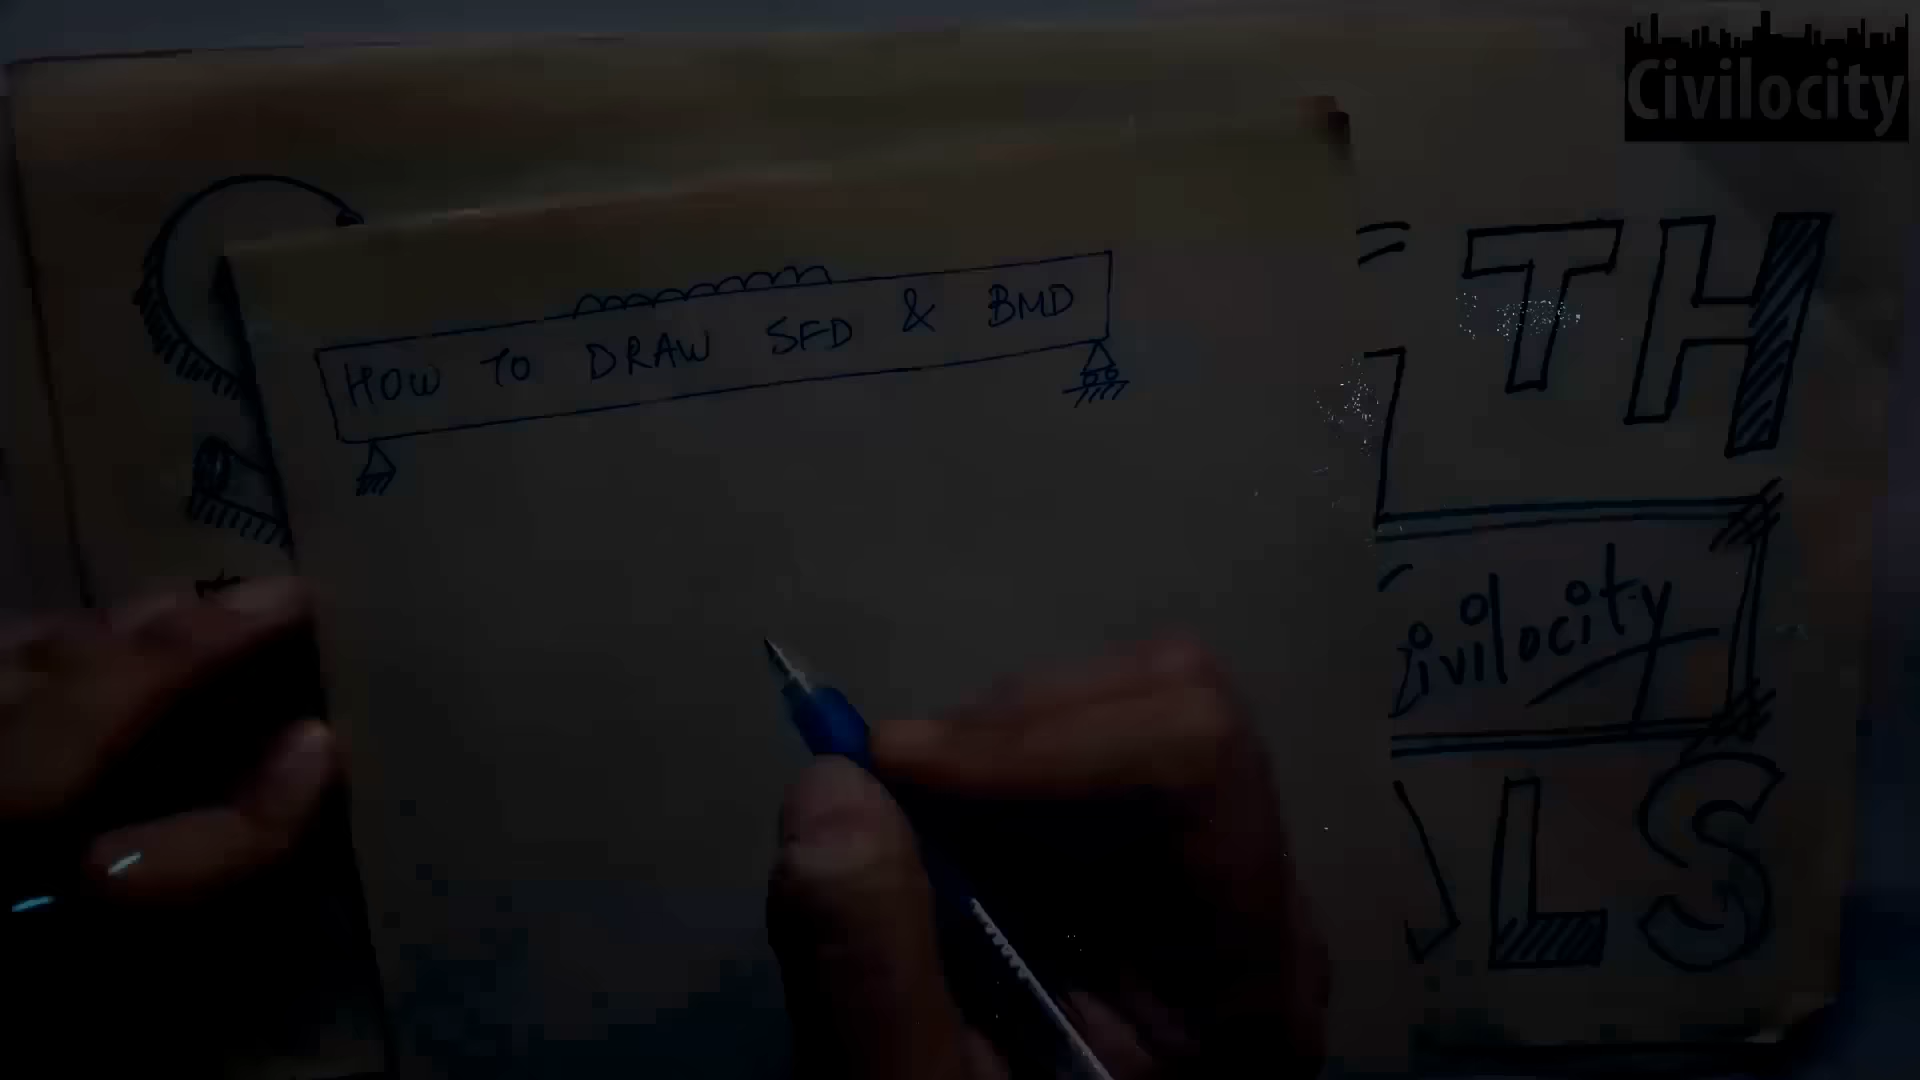 Civilocity
HOW TO DRAW SFD & BMD
TH
Civilocity
LS